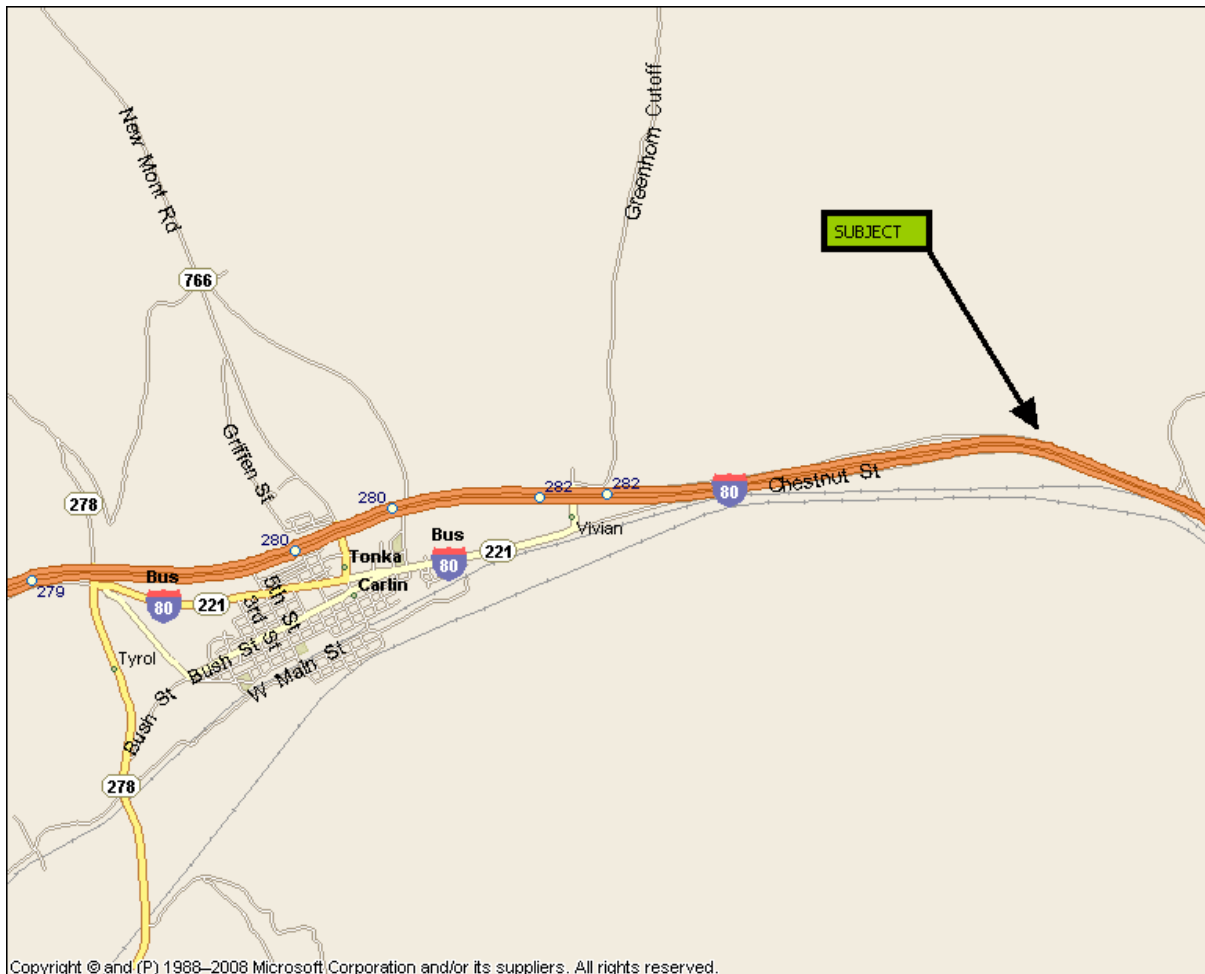 New Mont Rd
Greenhorn Cutoff
SUBJECT
766
Griffen St
278
280
282
282
80
Chestnut St
280
Vivian
Bus
80
221
Tonka
Carlin
279
Bus
80
221
5th St
3rd St
Tyrol
Bush St
Bush St
W Main St
278
Copyright © and (P) 1988–2008 Microsoft Corporation and/or its suppliers. All rights reserved.